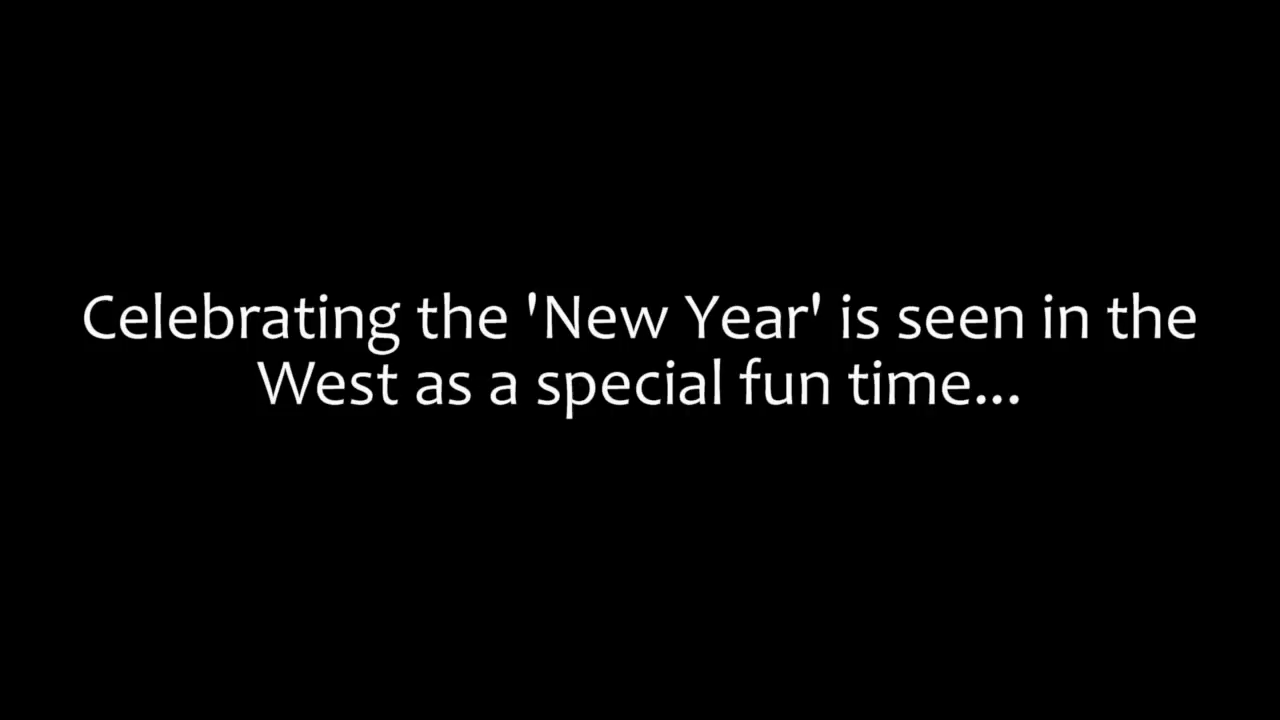 Celebrating the 'New Year' is seen in the
West as a special fun time...